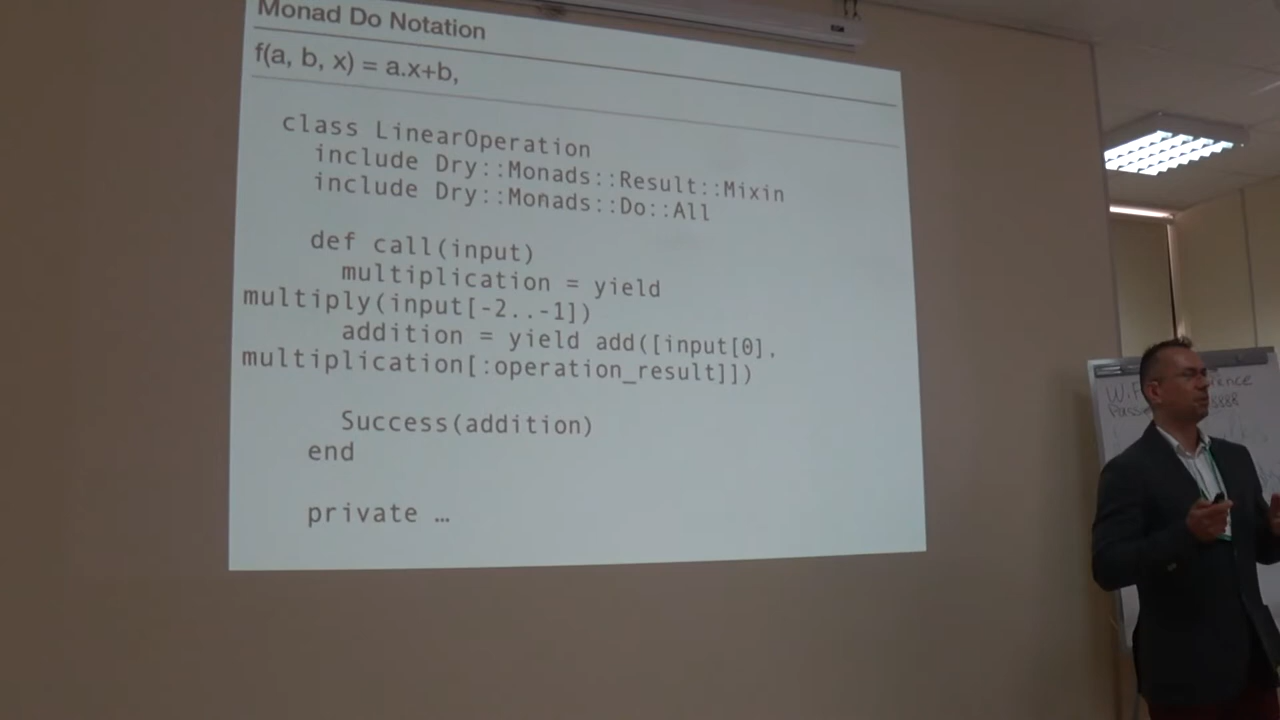 Monad Do Notation
f(a, b, x) = a.x+b,
class LinearOperation
include Dry::Monads::Result::Mixin
include Dry::Monads::Do::All
def call(input)
multiplication = yield
multiply(input[-2..-1])
addition = yield add([input[0],
multiplication[:operation_result]])
Success(addition)
end
private …